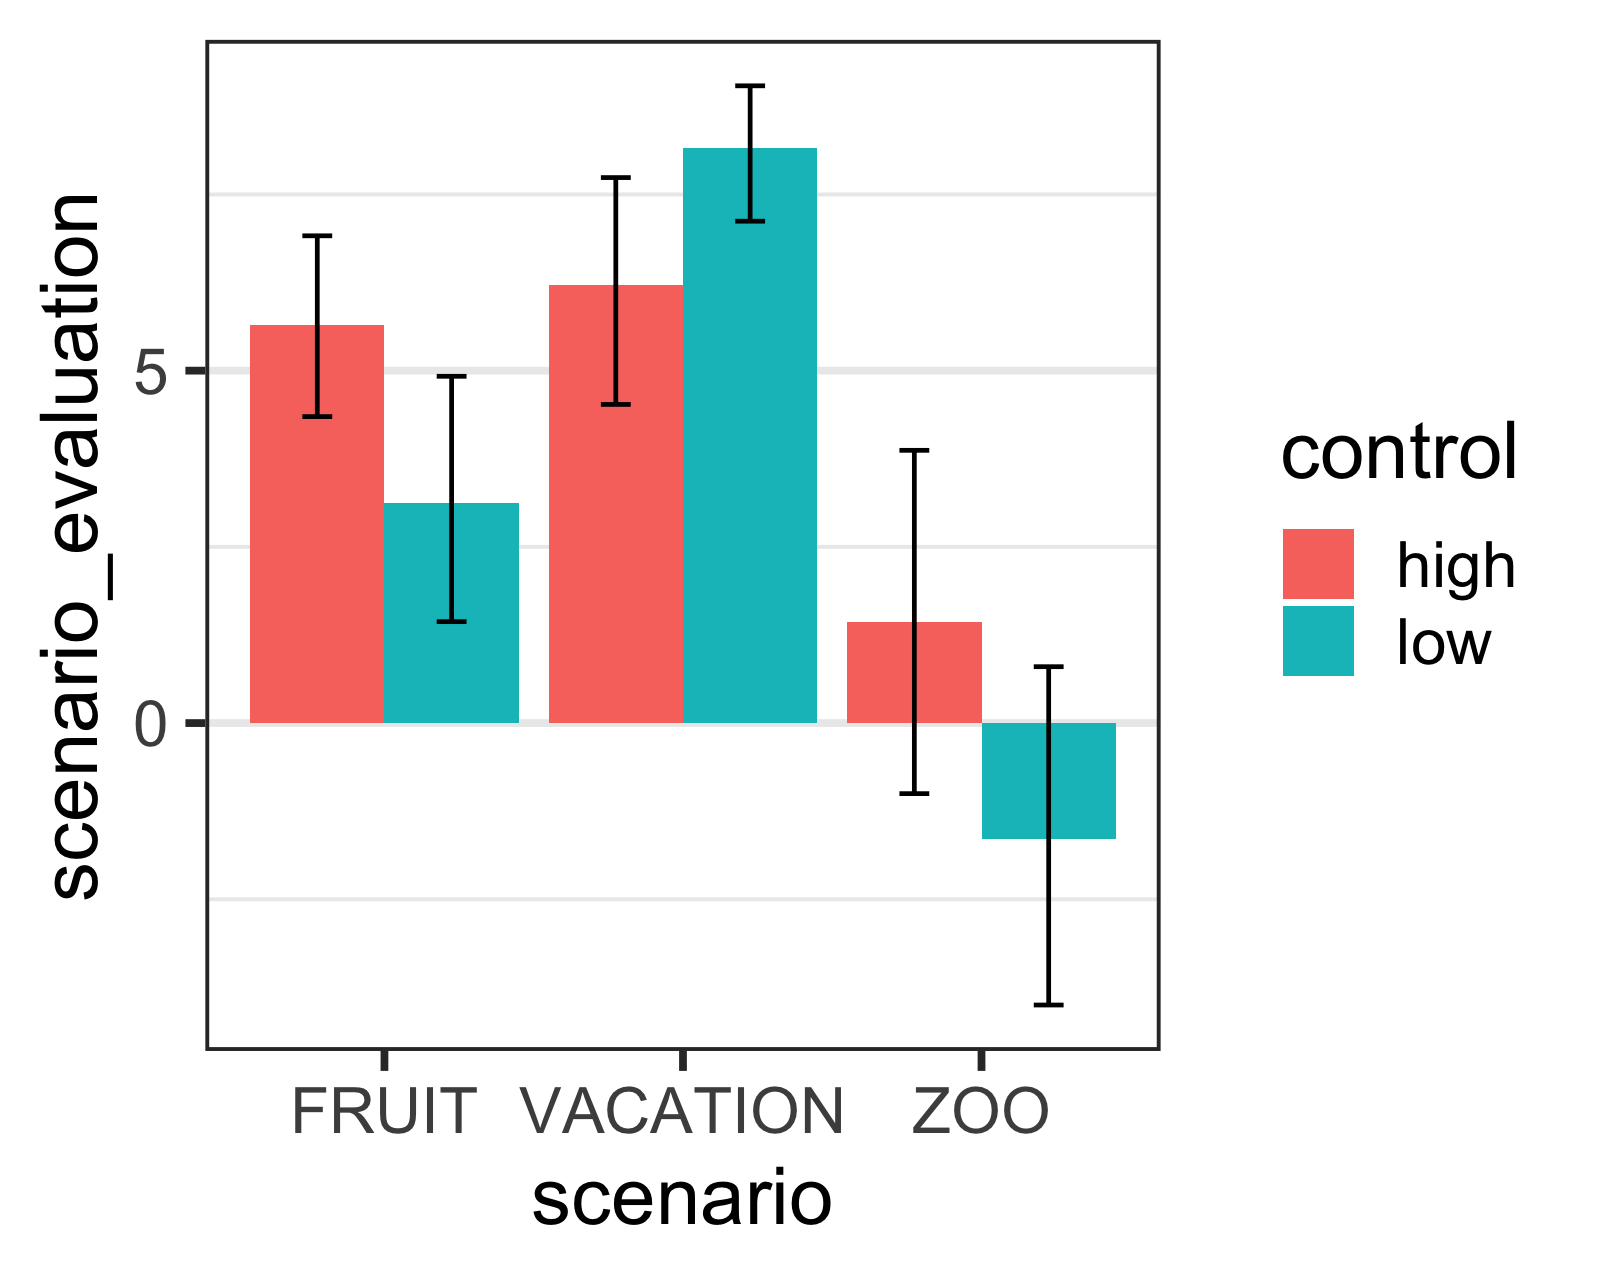 scenario_evaluation
5
0
FRUIT VACATION ZOO
scenario
control
high
low